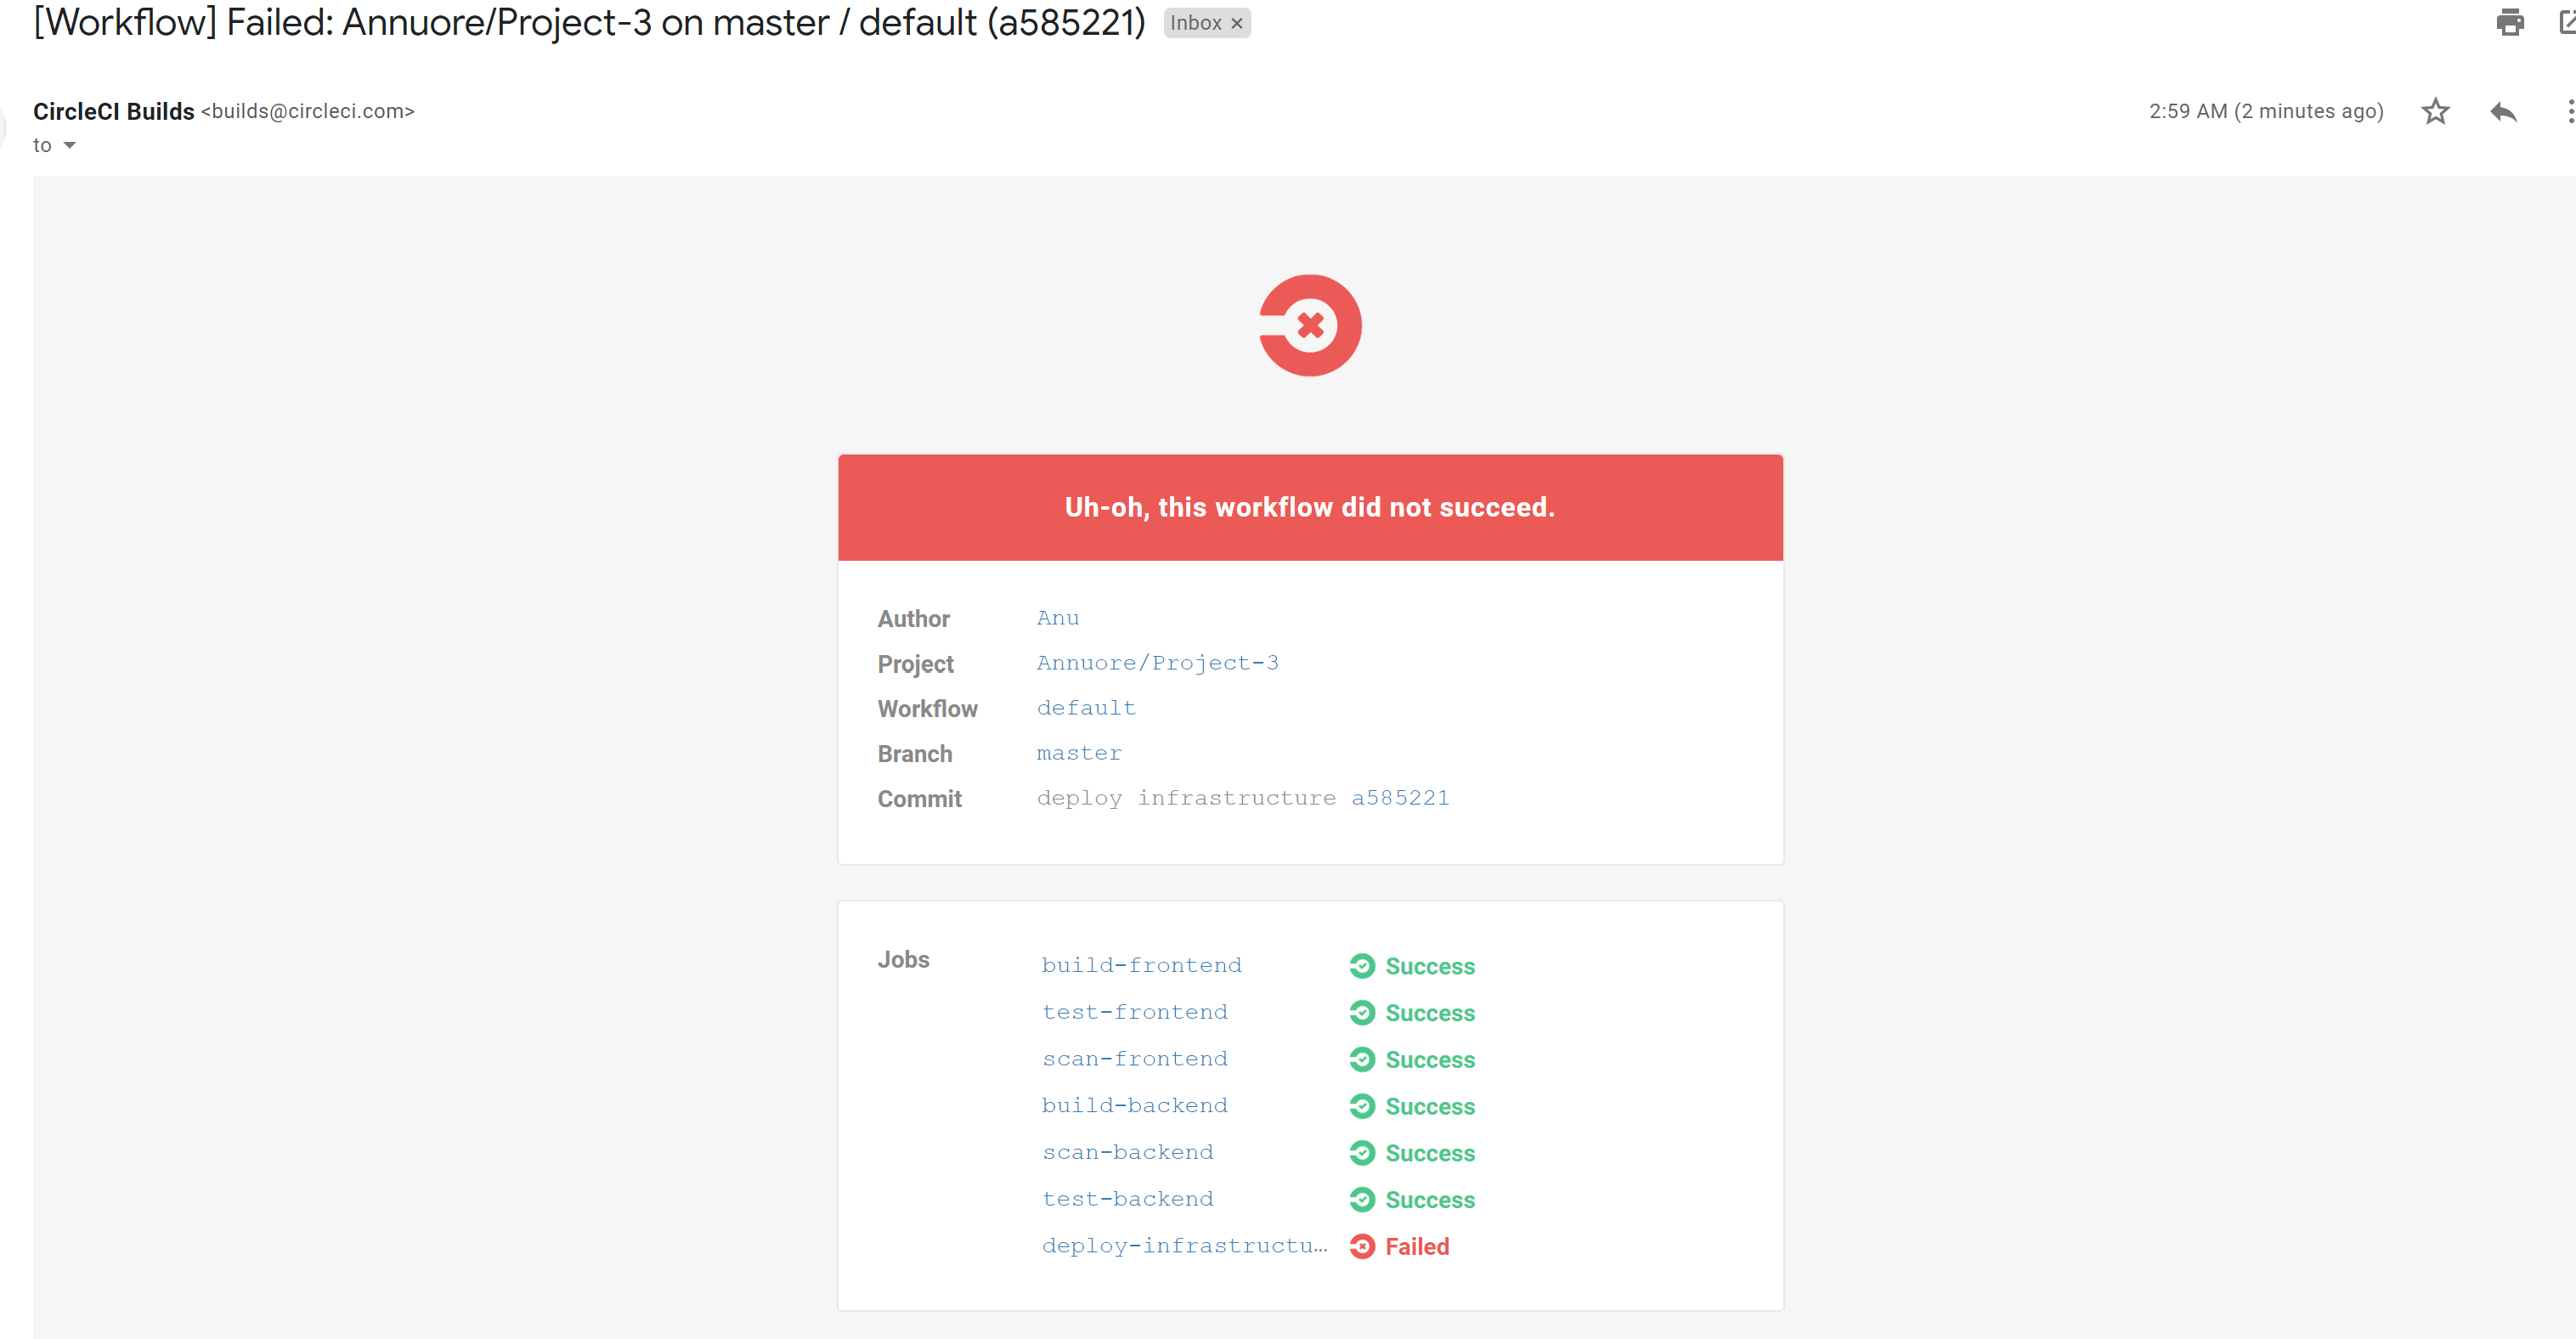 [Workflow] Failed: Annuore/Project-3 on master / default (a585221) Inbox ×
CircleCI Builds <builds@circleci.com> 2:59 AM (2 minutes ago)
to
Uh-oh, this workflow did not succeed.
Author Anu
Project Annuore/Project-3
Workflow default
Branch master
Commit deploy infrastructure a585221
Jobs build-frontend Success
test-frontend Success
scan-frontend Success
build-backend Success
scan-backend Success
test-backend Success
deploy-infrastructu… Failed